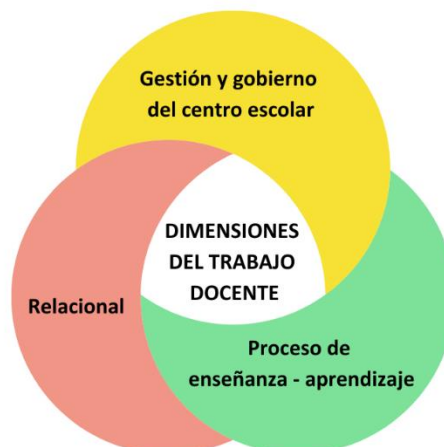 Gestión y gobierno
del centro escolar
DIMENSIONES
DEL TRABAJO
DOCENTE
Relacional
Proceso de
enseñanza - aprendizaje